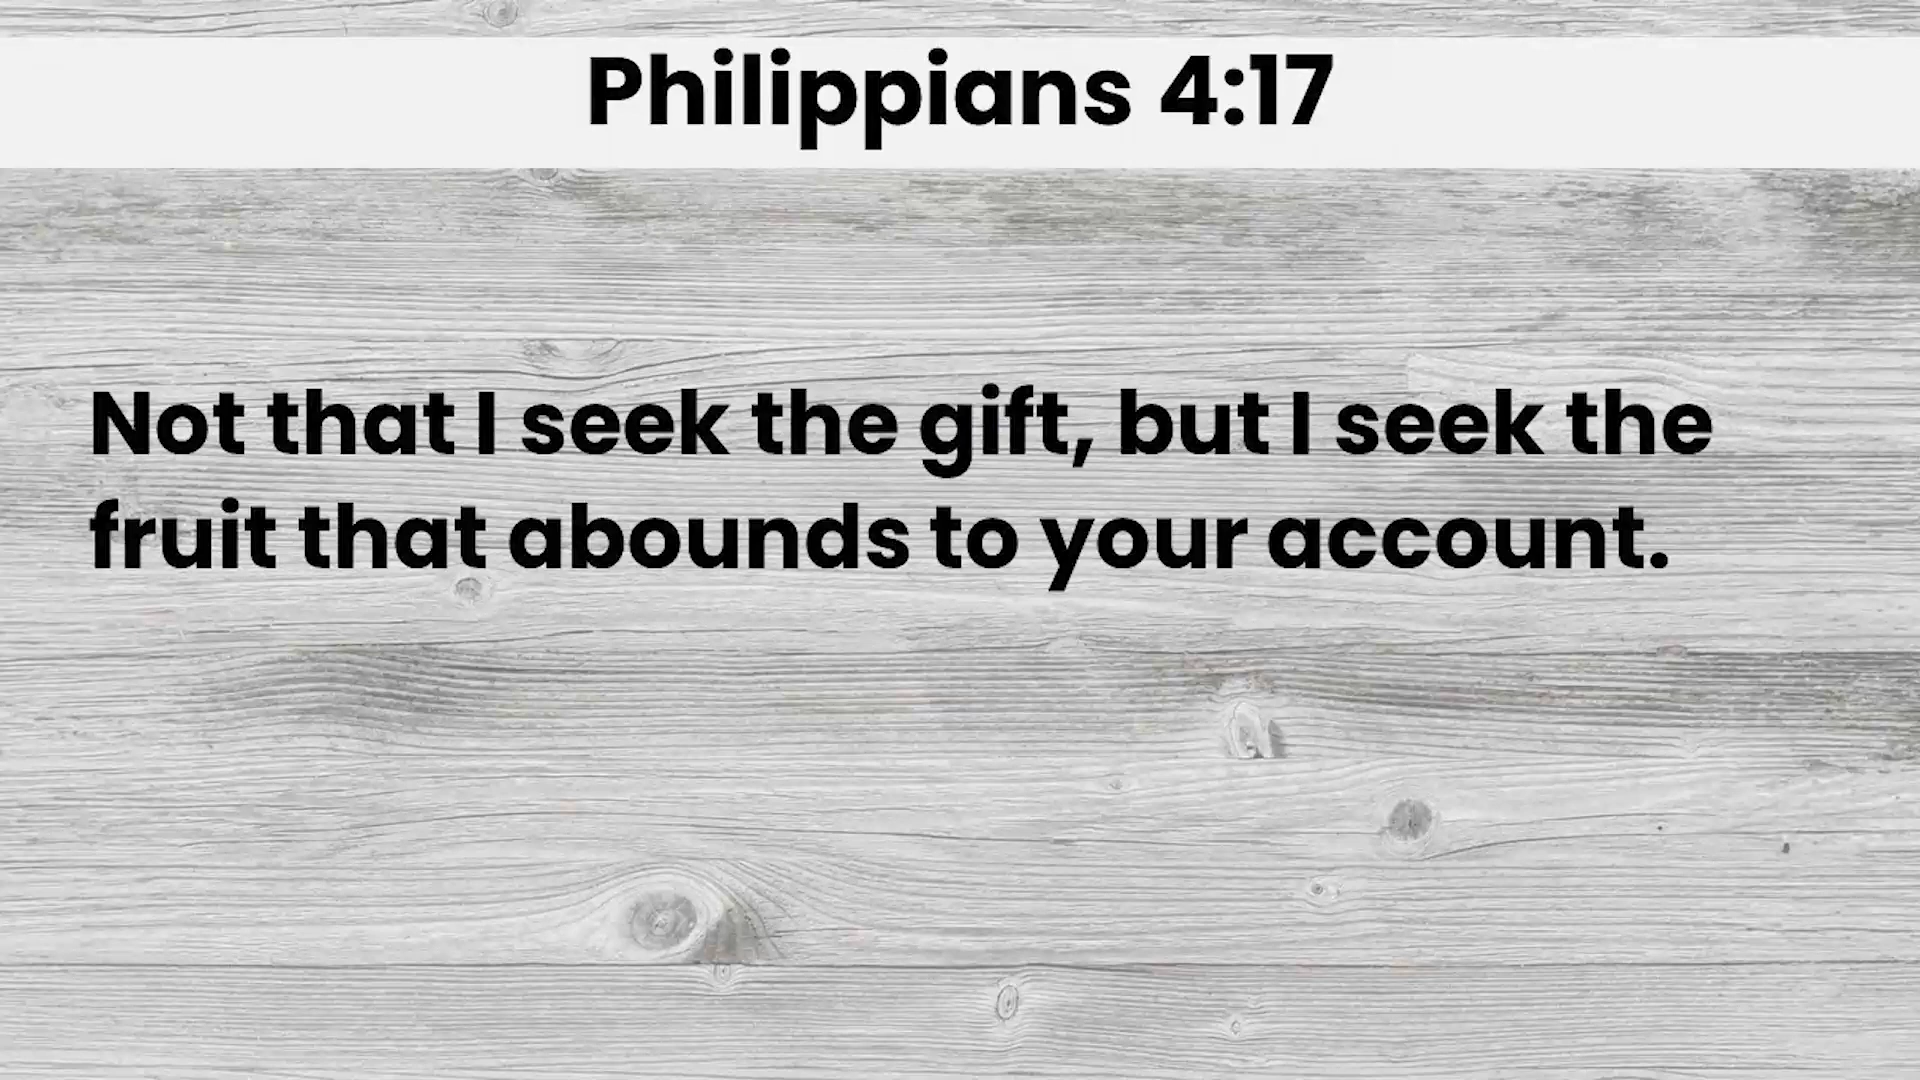 Philippians 4:17
Not that I seek the gift, but I seek the
fruit that abounds to your account.